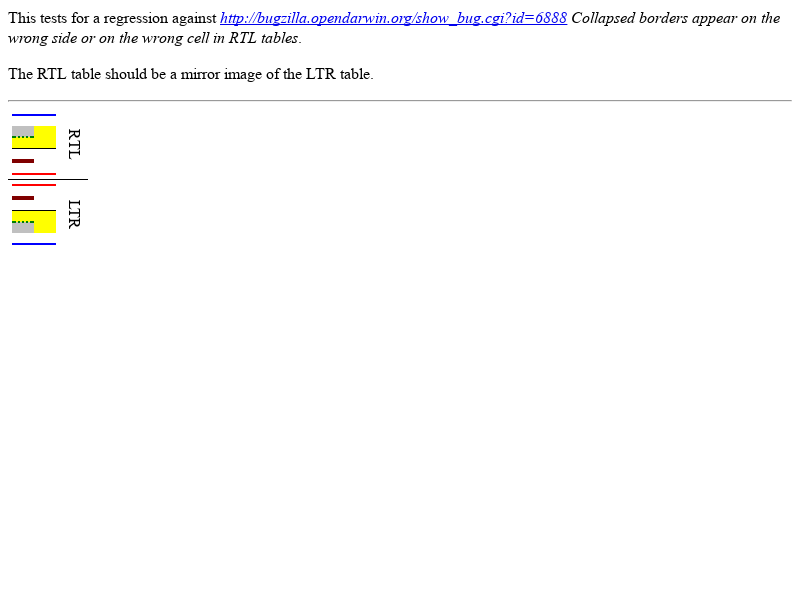 This tests for a regression against http://bugzilla.opendarwin.org/show_bug.cgi?id=6888 Collapsed borders appear on the
wrong side or on the wrong cell in RTL tables.
The RTL table should be a mirror image of the LTR table.
RTL
LTR